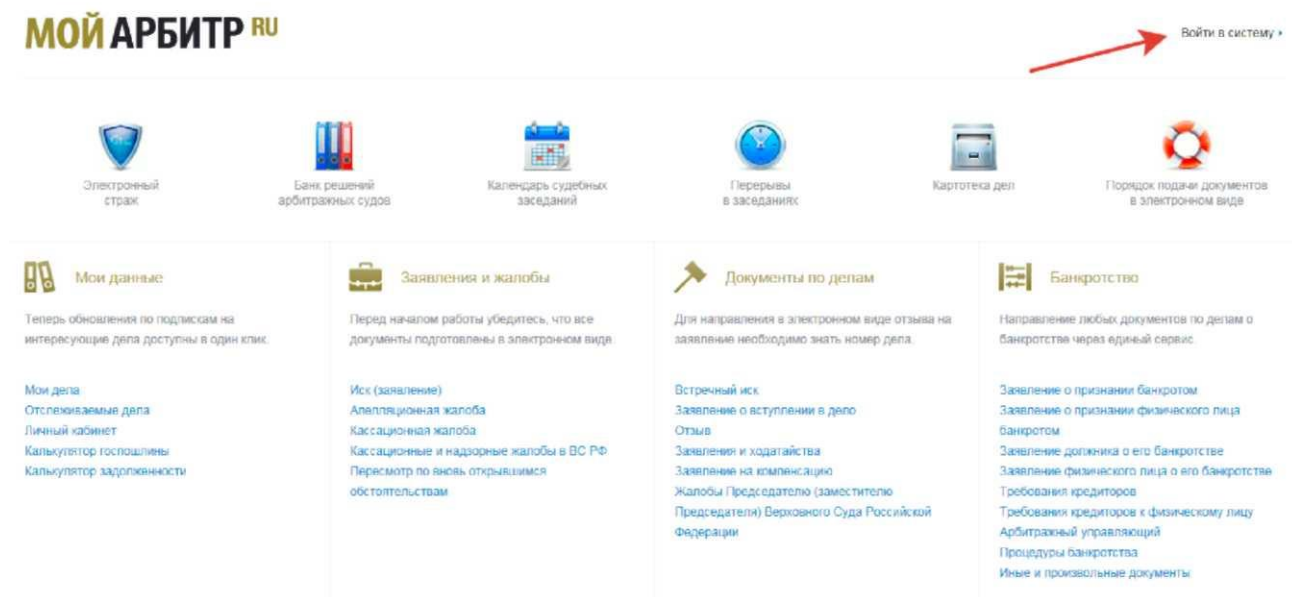 МОЙ АРБИТР RU
Войти в систему
Электронный
страж
Банк решений
арбитражных судов
Календарь судебных
заседаний
Перерывы
в заседаниях
Картотека дел
Порядок подачи документов
в электронном виде
Мои данные
Теперь обновления по подпискам на
интересующие дела доступны в один клик.
Мои дела
Отслеживаемые дела
Личный кабинет
Калькулятор госпошлины
Калькулятор задолженности
Заявления и жалобы
Перед началом работы убедитесь, что все
документы подготовлены в электронном виде
Иск (заявление)
Апелляционная жалоба
Кассационная жалоба
Кассационные и надзорные жалобы в ВС РФ
Пересмотр по вновь открывшимся
обстоятельствам
Документы по делам
Для направления в электронном виде отзыва на
заявление необходимо знать номер дела.
Встречный иск
Заявление о вступлении в дело
Отзыв
Заявления и ходатайства
Заявление на компенсацию
Жалобы Председателю (заместителю
Председателя) Верховного Суда Российской
Федерации
Банкротство
Направление любых документов по делам о
банкротстве через единый сервис
Заявление о признании банкротом
Заявление о признании физического лица
банкротом
Заявление должника о его банкротстве
Заявление физического лица о его банкротстве
Требования кредиторов
Требования кредиторов к физическому лицу
Арбитражный управляющий
Процедуры банкротства
Иные и произвольные документы